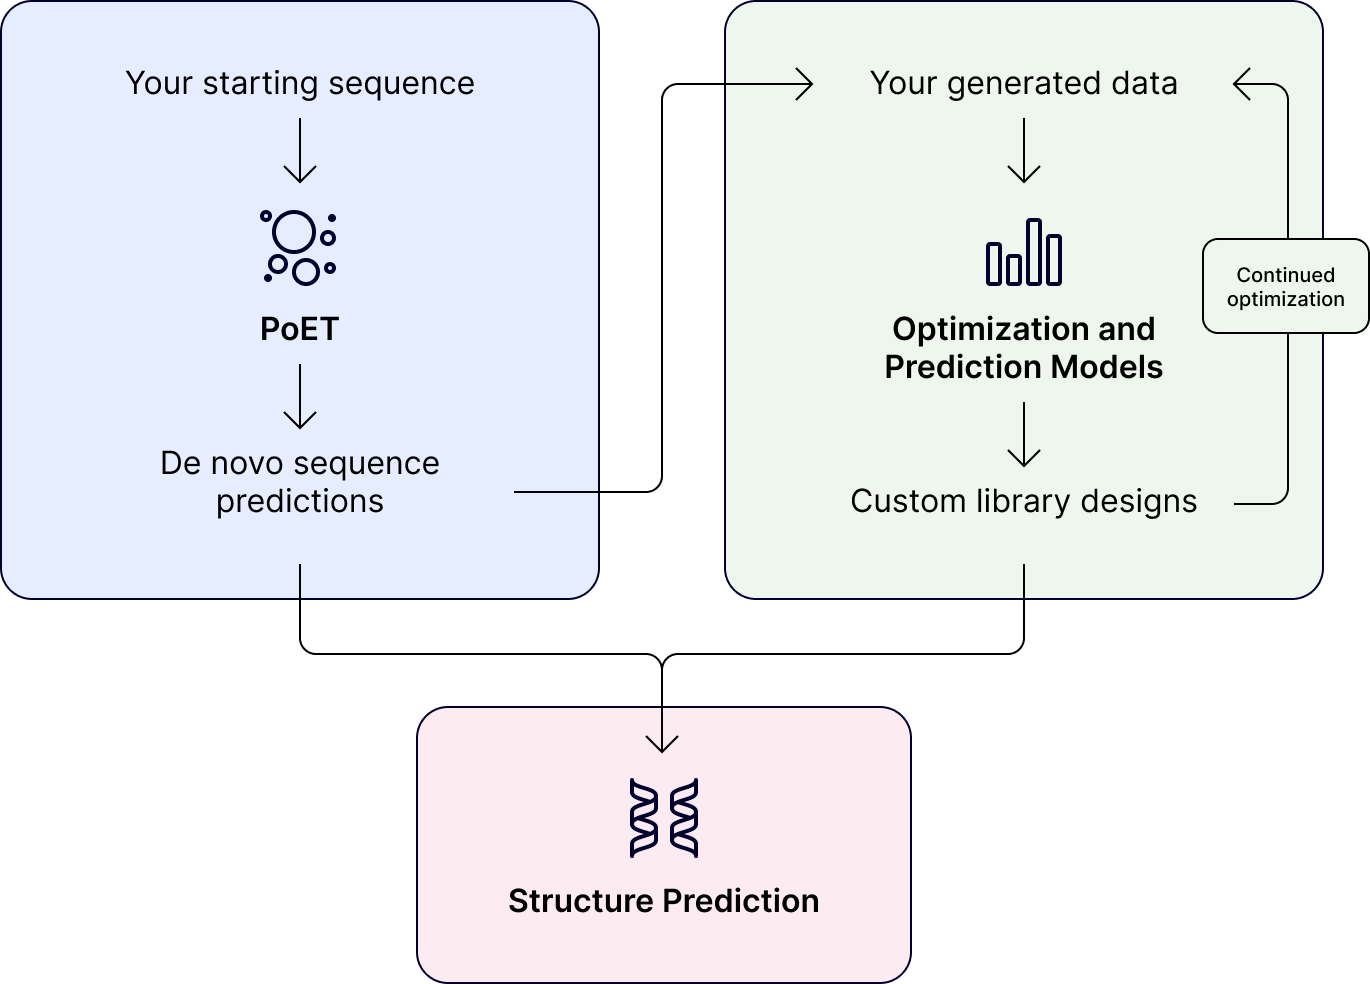 Your starting sequence
PoET
De novo sequence
predictions
Your generated data
Optimization and
Prediction Models
Custom library designs
Continued
optimization
Structure Prediction